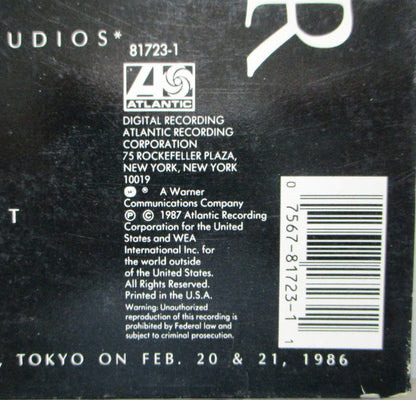 R
UDIOS*
81723-1
ATLANTIC
DIGITAL RECORDING
ATLANTIC RECORDING
CORPORATION
75 ROCKEFELLER PLAZA,
NEW YORK, NEW YORK
10019
® A Warner
Communications Company
Ⓟ © 1987 Atlantic Recording
Corporation for the United
States and WEA
International Inc. for
the world outside
of the United States.
All Rights Reserved.
Printed in the U.S.A.
Warning: Unauthorized
reproduction of this recording is
prohibited by Federal law and
subject to criminal prosecution.
T
0 7567-81723-1 1
, TOKYO ON FEB. 20 & 21, 1986